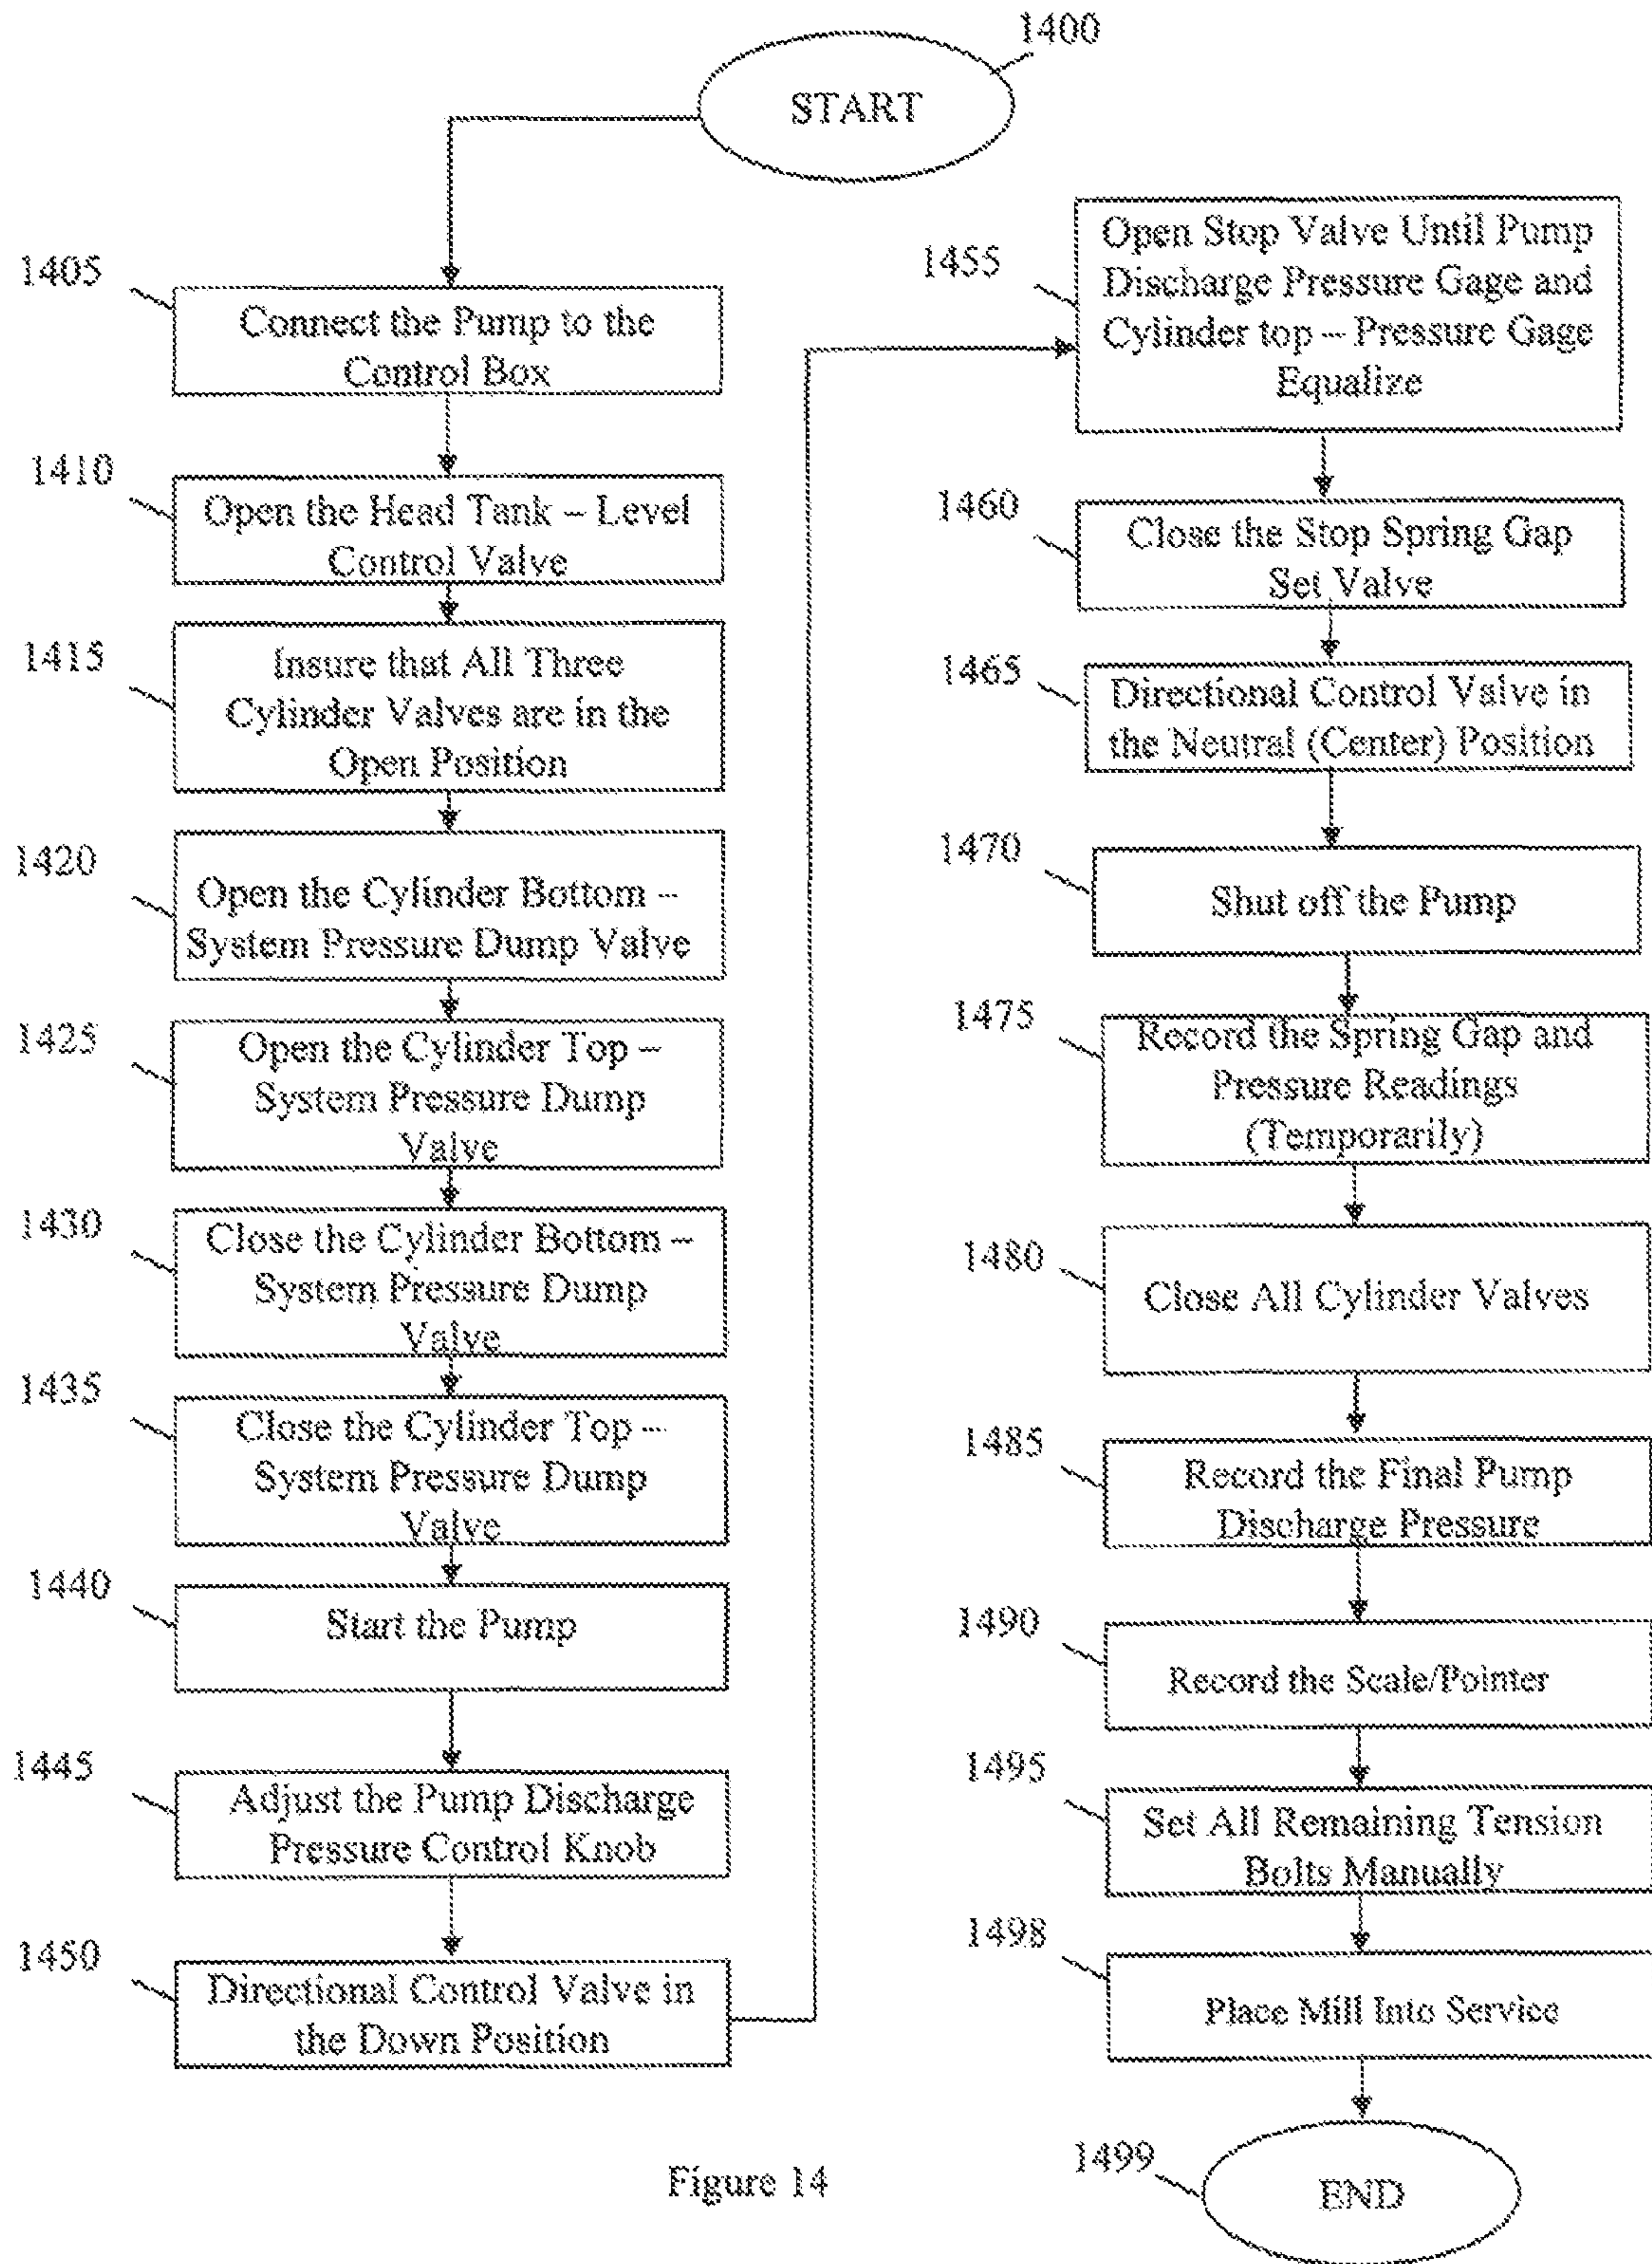 1400
START
1405
Connect the Pump to the
Control Box
1410
Open the Head Tank – Level
Control Valve
1415
Insure that All Three
Cylinder Valves are in the
Open Position
1420
Open the Cylinder Bottom –
System Pressure Dump Valve
1425
Open the Cylinder Top –
System Pressure Dump
Valve
1430
Close the Cylinder Bottom –
System Pressure Dump
Valve
1435
Close the Cylinder Top –
System Pressure Dump
Valve
1440
Start the Pump
1445
Adjust the Pump Discharge
Pressure Control Knob
1450
Directional Control Valve in
the Down Position
1455
Open Stop Valve Until Pump
Discharge Pressure Gage and
Cylinder top – Pressure Gage
Equalize
1460
Close the Stop Spring Gap
Set Valve
1465
Directional Control Valve in
the Neutral (Center) Position
1470
Shut off the Pump
1475
Record the Spring Gap and
Pressure Readings
(Temporarily)
1480
Close All Cylinder Valves
1485
Record the Final Pump
Discharge Pressure
1490
Record the Scale/Pointer
1495
Set All Remaining Tension
Bolts Manually
1498
Place Mill Into Service
1499
END
Figure 14